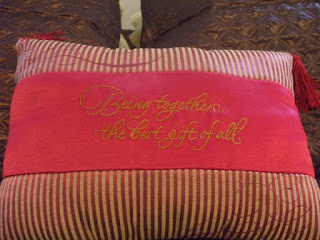 Being together...
the best gift of all.